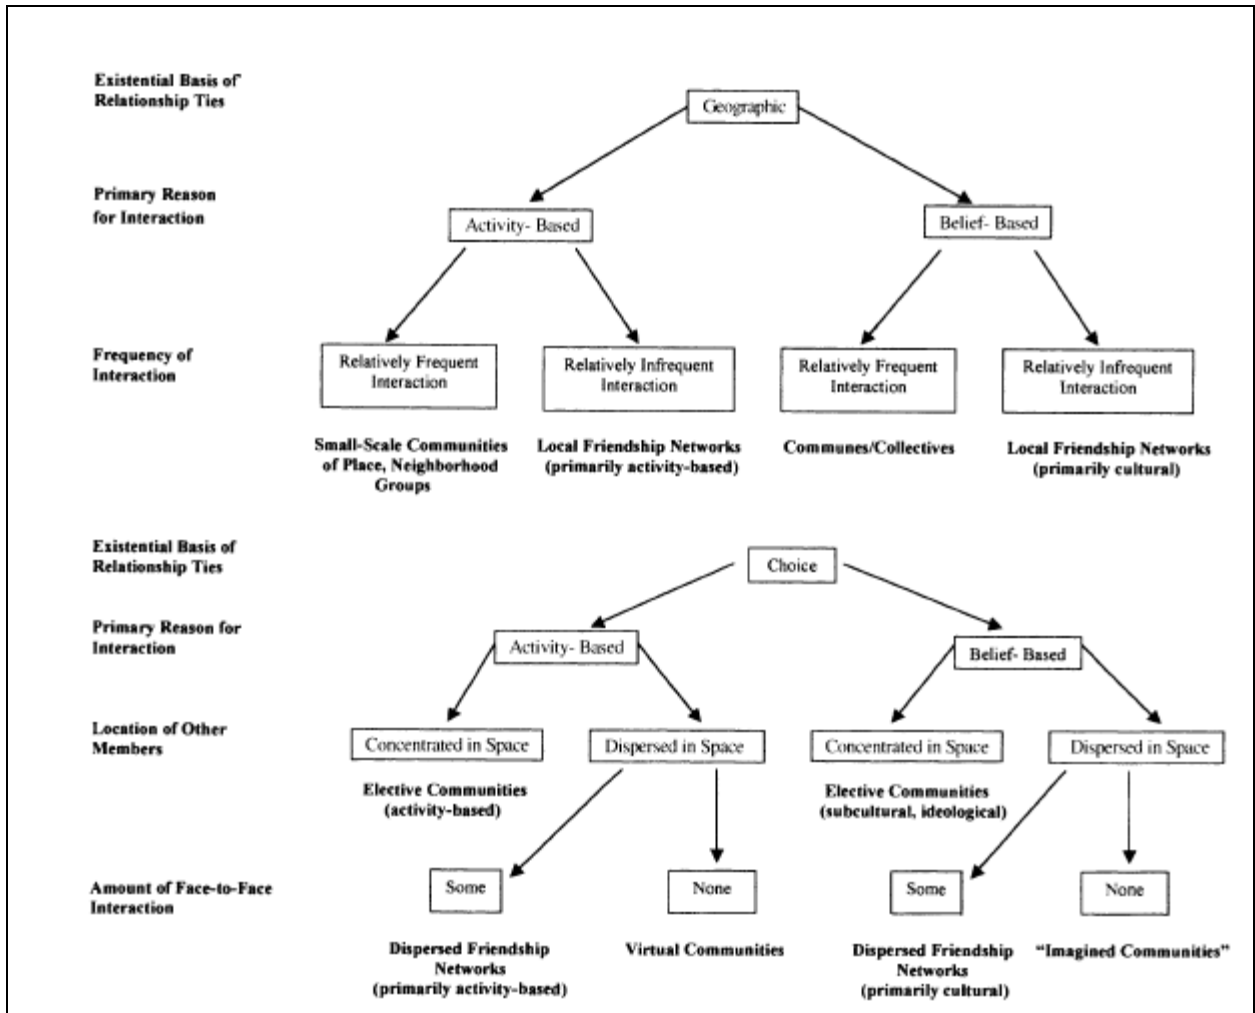 Existential Basis of
Relationship Ties
Geographic
Primary Reason
for Interaction
Activity- Based
Belief- Based
Frequency of
Interaction
Relatively Frequent
Interaction
Relatively Infrequent
Interaction
Relatively Frequent
Interaction
Relatively Infrequent
Interaction
Small-Scale Communities
of Place, Neighborhood
Groups
Local Friendship Networks
(primarily activity-based)
Communes/Collectives
Local Friendship Networks
(primarily cultural)
Existential Basis of
Relationship Ties
Choice
Primary Reason for
Interaction
Activity- Based
Belief- Based
Location of Other
Members
Concentrated in Space
Dispersed in Space
Concentrated in Space
Dispersed in Space
Elective Communities
(activity-based)
Elective Communities
(subcultural, ideological)
Amount of Face-to-Face
Interaction
Some
None
Some
None
Dispersed Friendship
Networks
(primarily activity-based)
Virtual Communities
Dispersed Friendship
Networks
(primarily cultural)
“Imagined Communities”